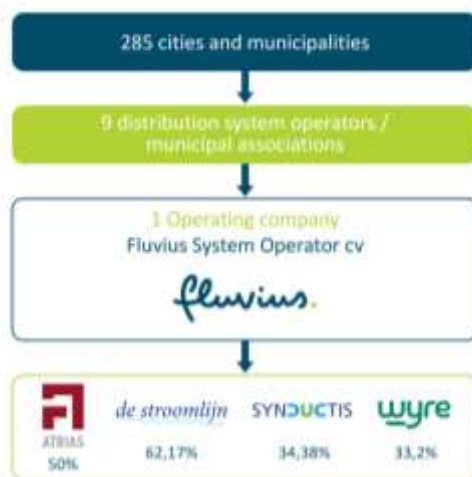 285 cities and municipalities
9 distribution system operators /
municipal associations
1 Operating company
Fluvius System Operator cv
fluvius.
ATRIAS de stroomlijn SYNDUCTIS wyre
50% 62,17% 34,38% 33,2%